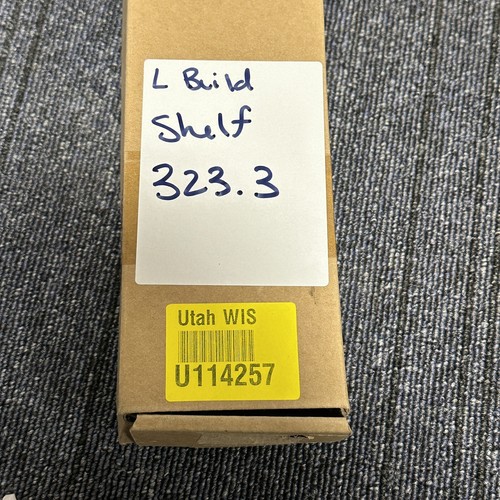 L Build
Shelf
323.3
Utah WIS
U114257